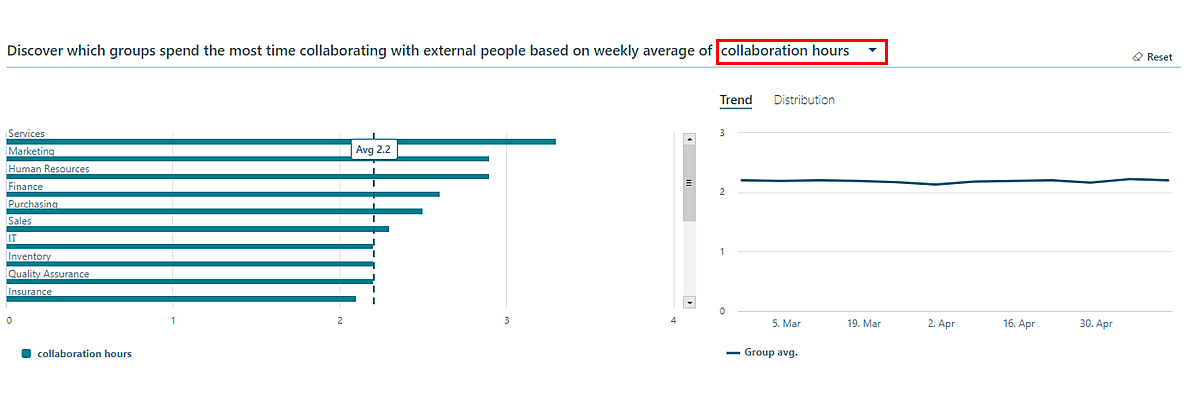 Discover which groups spend the most time collaborating with external people based on weekly average of collaboration hours
Reset
Trend Distribution
Services
Marketing
Human Resources
Finance
Purchasing
Sales
IT
Inventory
Quality Assurance
Insurance
Avg 2.2
0 1 2 3 4
collaboration hours
3
2
1
0
5. Mar 19. Mar 2. Apr 16. Apr 30. Apr
Group avg.